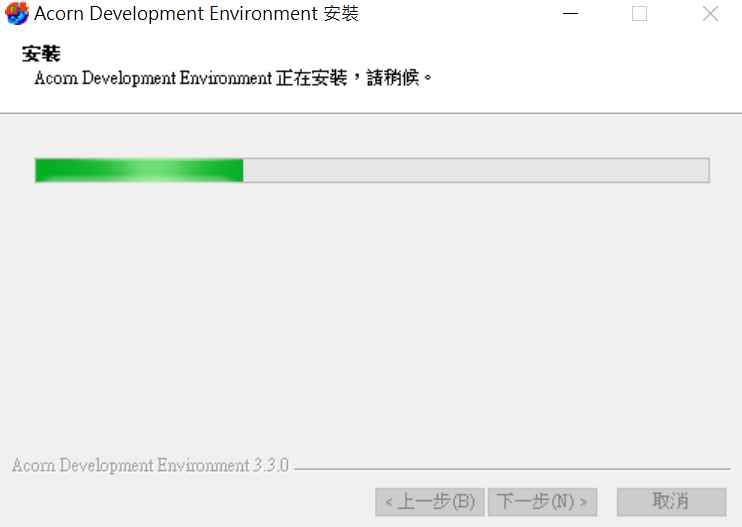 Acorn Development Environment 安裝
安裝
Acorn Development Environment 正在安裝，請稍候。
Acorn Development Environment 3.3.0
< 上一步(B) 下一步(N) > 取消